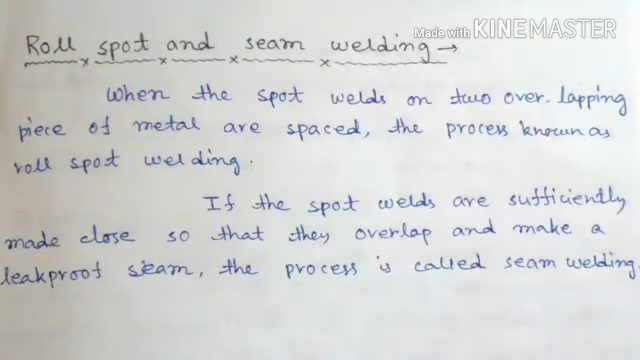 Made with KINEMASTER
Roll spot and seam welding →
When the spot welds on two over-lapping
piece of metal are spaced, the process known as
roll spot welding.
If the spot welds are sufficiently
made close so that they overlap and make a
leakproof seam, the process is called seam welding.